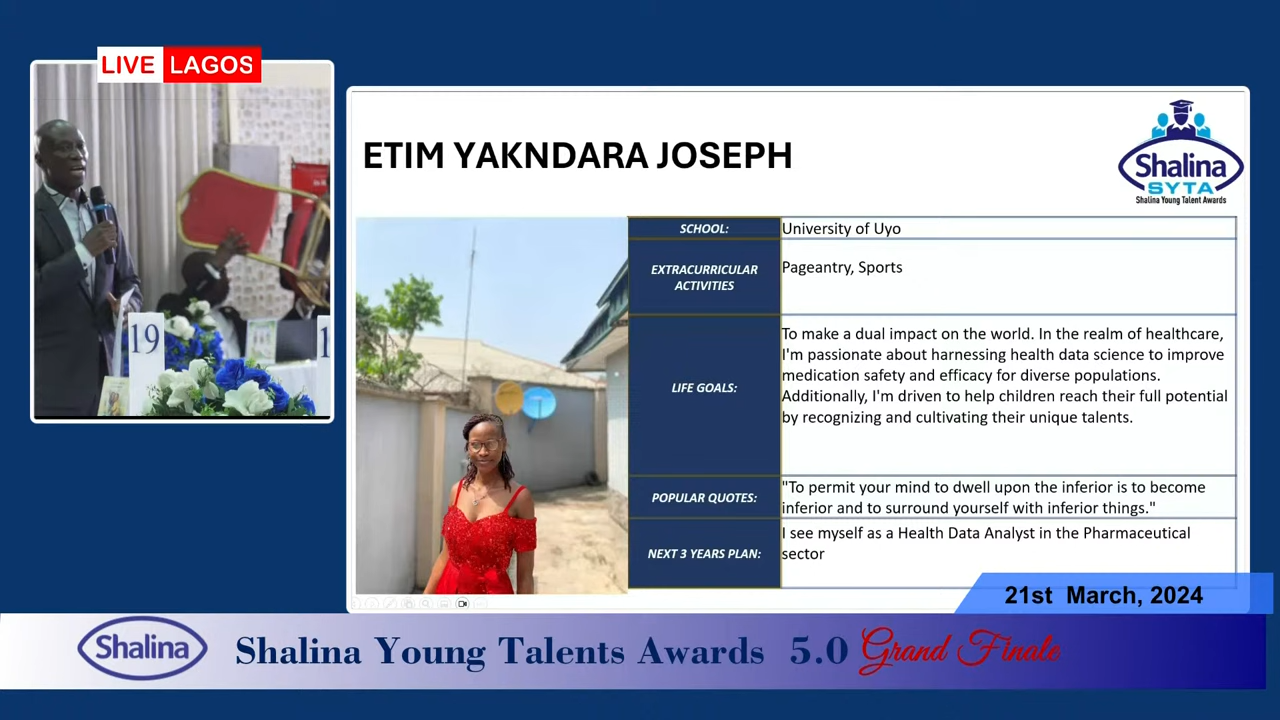 LIVE LAGOS
19
1
ETIM YAKNDARA JOSEPH
Shalina
SYTA
Shalina Young Talent Awards
SCHOOL:
University of Uyo
EXTRACURRICULAR
ACTIVITIES
Pageantry, Sports
LIFE GOALS:
To make a dual impact on the world. In the realm of healthcare,
I'm passionate about harnessing health data science to improve
medication safety and efficacy for diverse populations.
Additionally, I'm driven to help children reach their full potential
by recognizing and cultivating their unique talents.
POPULAR QUOTES:
"To permit your mind to dwell upon the inferior is to become
inferior and to surround yourself with inferior things."
NEXT 3 YEARS PLAN:
I see myself as a Health Data Analyst in the Pharmaceutical
sector
21st March, 2024
Shalina
Shalina Young Talents Awards 5.0 Grand Finale